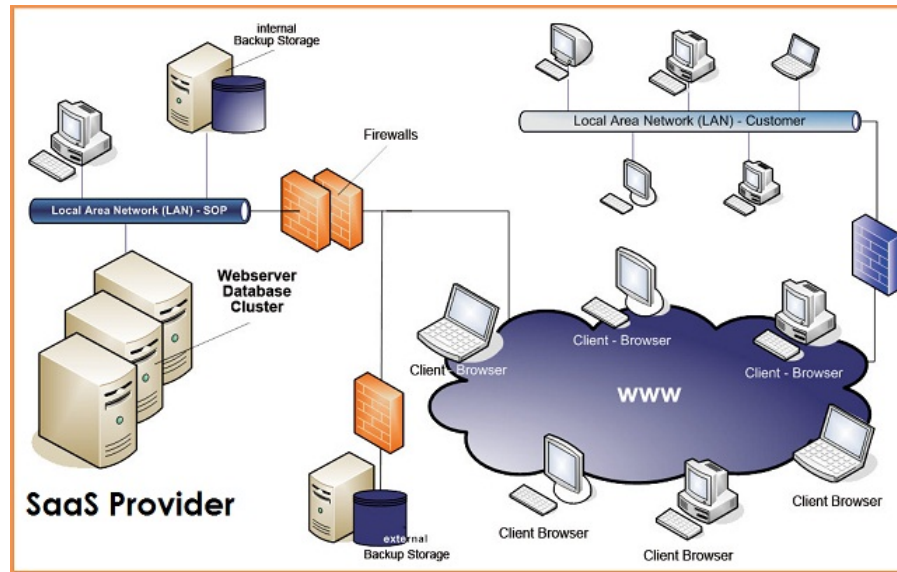 internal
Backup Storage
Firewalls
Local Area Network (LAN) - Customer
Local Area Network (LAN) - SOP
Webserver
Database
Cluster
Client - Browser
Client - Browser
Client - Browser
WWW
SaaS Provider
external
Backup Storage
Client Browser
Client Browser
Client Browser